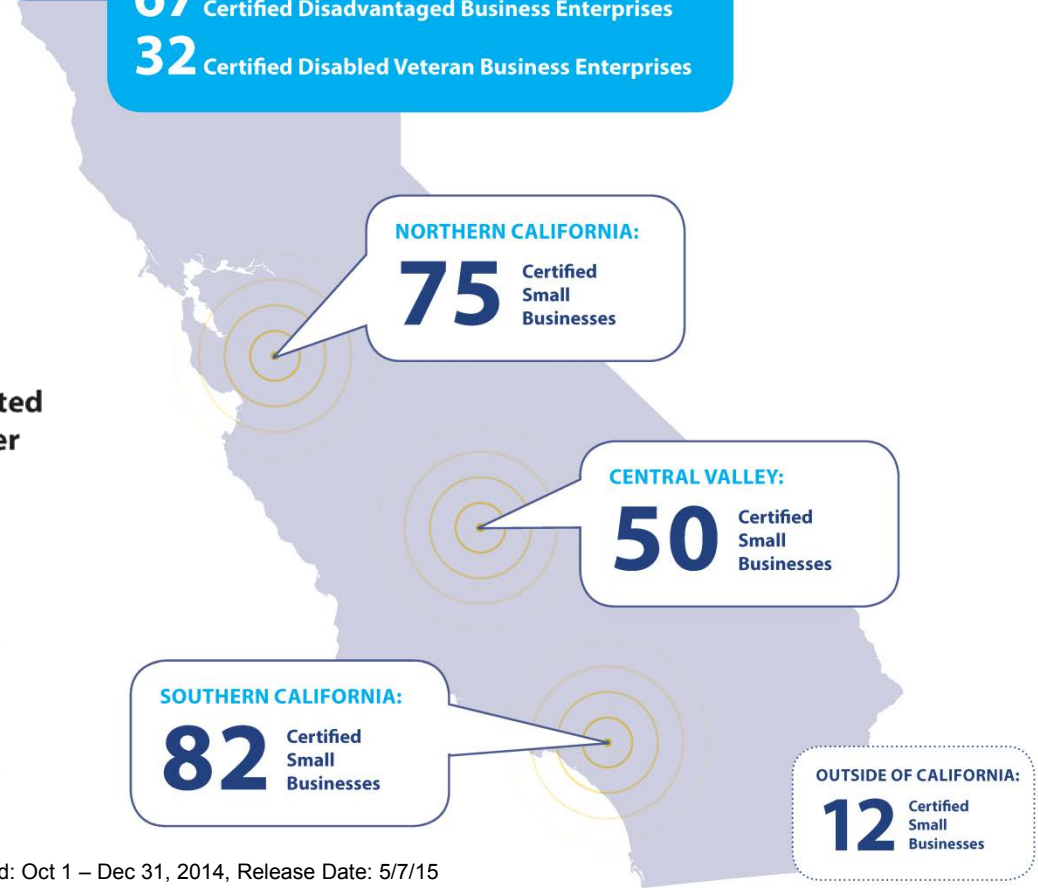 67 Certified Disadvantaged Business Enterprises
32 Certified Disabled Veteran Business Enterprises
NORTHERN CALIFORNIA:
75 Certified
Small
Businesses
CENTRAL VALLEY:
50 Certified
Small
Businesses
SOUTHERN CALIFORNIA:
82 Certified
Small
Businesses
OUTSIDE OF CALIFORNIA:
12 Certified
Small
Businesses
Oct 1 – Dec 31, 2014, Release Date: 5/7/15